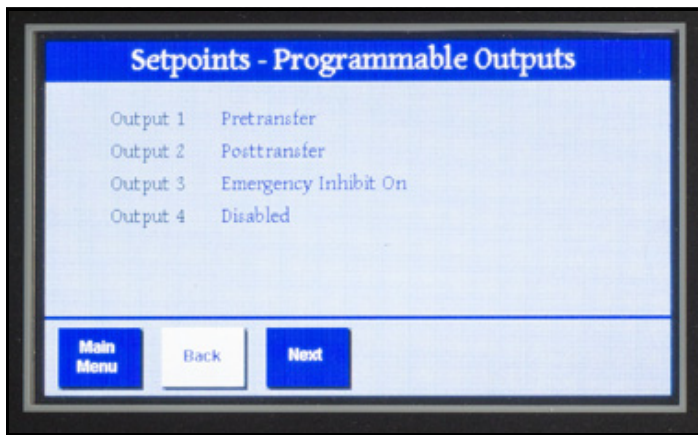 Setpoints - Programmable Outputs
Output 1 Pretransfer
Output 2 Posttransfer
Output 3 Emergency Inhibit On
Output 4 Disabled
Main Menu
Back
Next